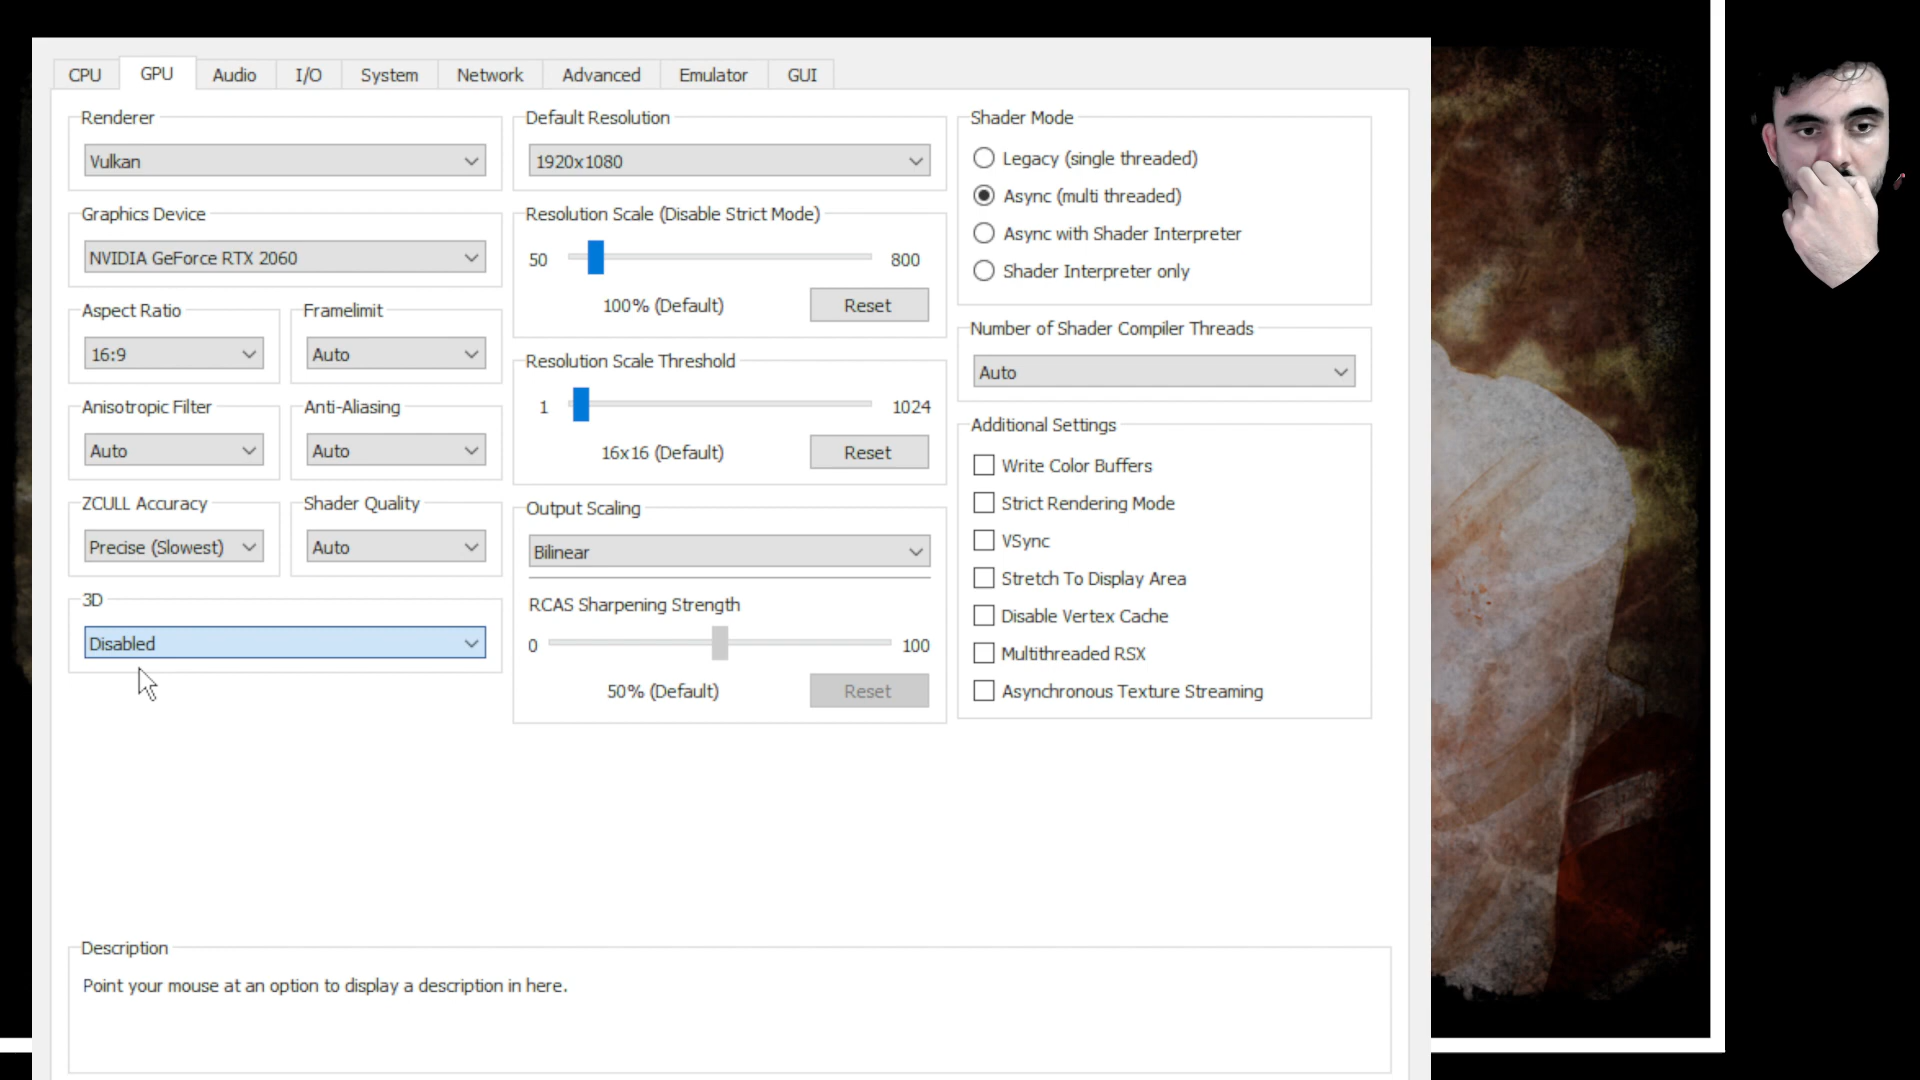 CPU
GPU
Audio
I/O
System
Network
Advanced
Emulator
GUI
Renderer
Vulkan
Graphics Device
NVIDIA GeForce RTX 2060
Aspect Ratio
16:9
Framelimit
Auto
Anisotropic Filter
Auto
Anti-Aliasing
Auto
ZCULL Accuracy
Precise (Slowest)
Shader Quality
Auto
3D
Disabled
Default Resolution
1920x1080
Resolution Scale (Disable Strict Mode)
50
800
100% (Default)
Reset
Resolution Scale Threshold
1
1024
16x16 (Default)
Reset
Output Scaling
Bilinear
RCAS Sharpening Strength
0
100
50% (Default)
Reset
Shader Mode
Legacy (single threaded)
Async (multi threaded)
Async with Shader Interpreter
Shader Interpreter only
Number of Shader Compiler Threads
Auto
Additional Settings
Write Color Buffers
Strict Rendering Mode
VSync
Stretch To Display Area
Disable Vertex Cache
Multithreaded RSX
Asynchronous Texture Streaming
Description
Point your mouse at an option to display a description in here.